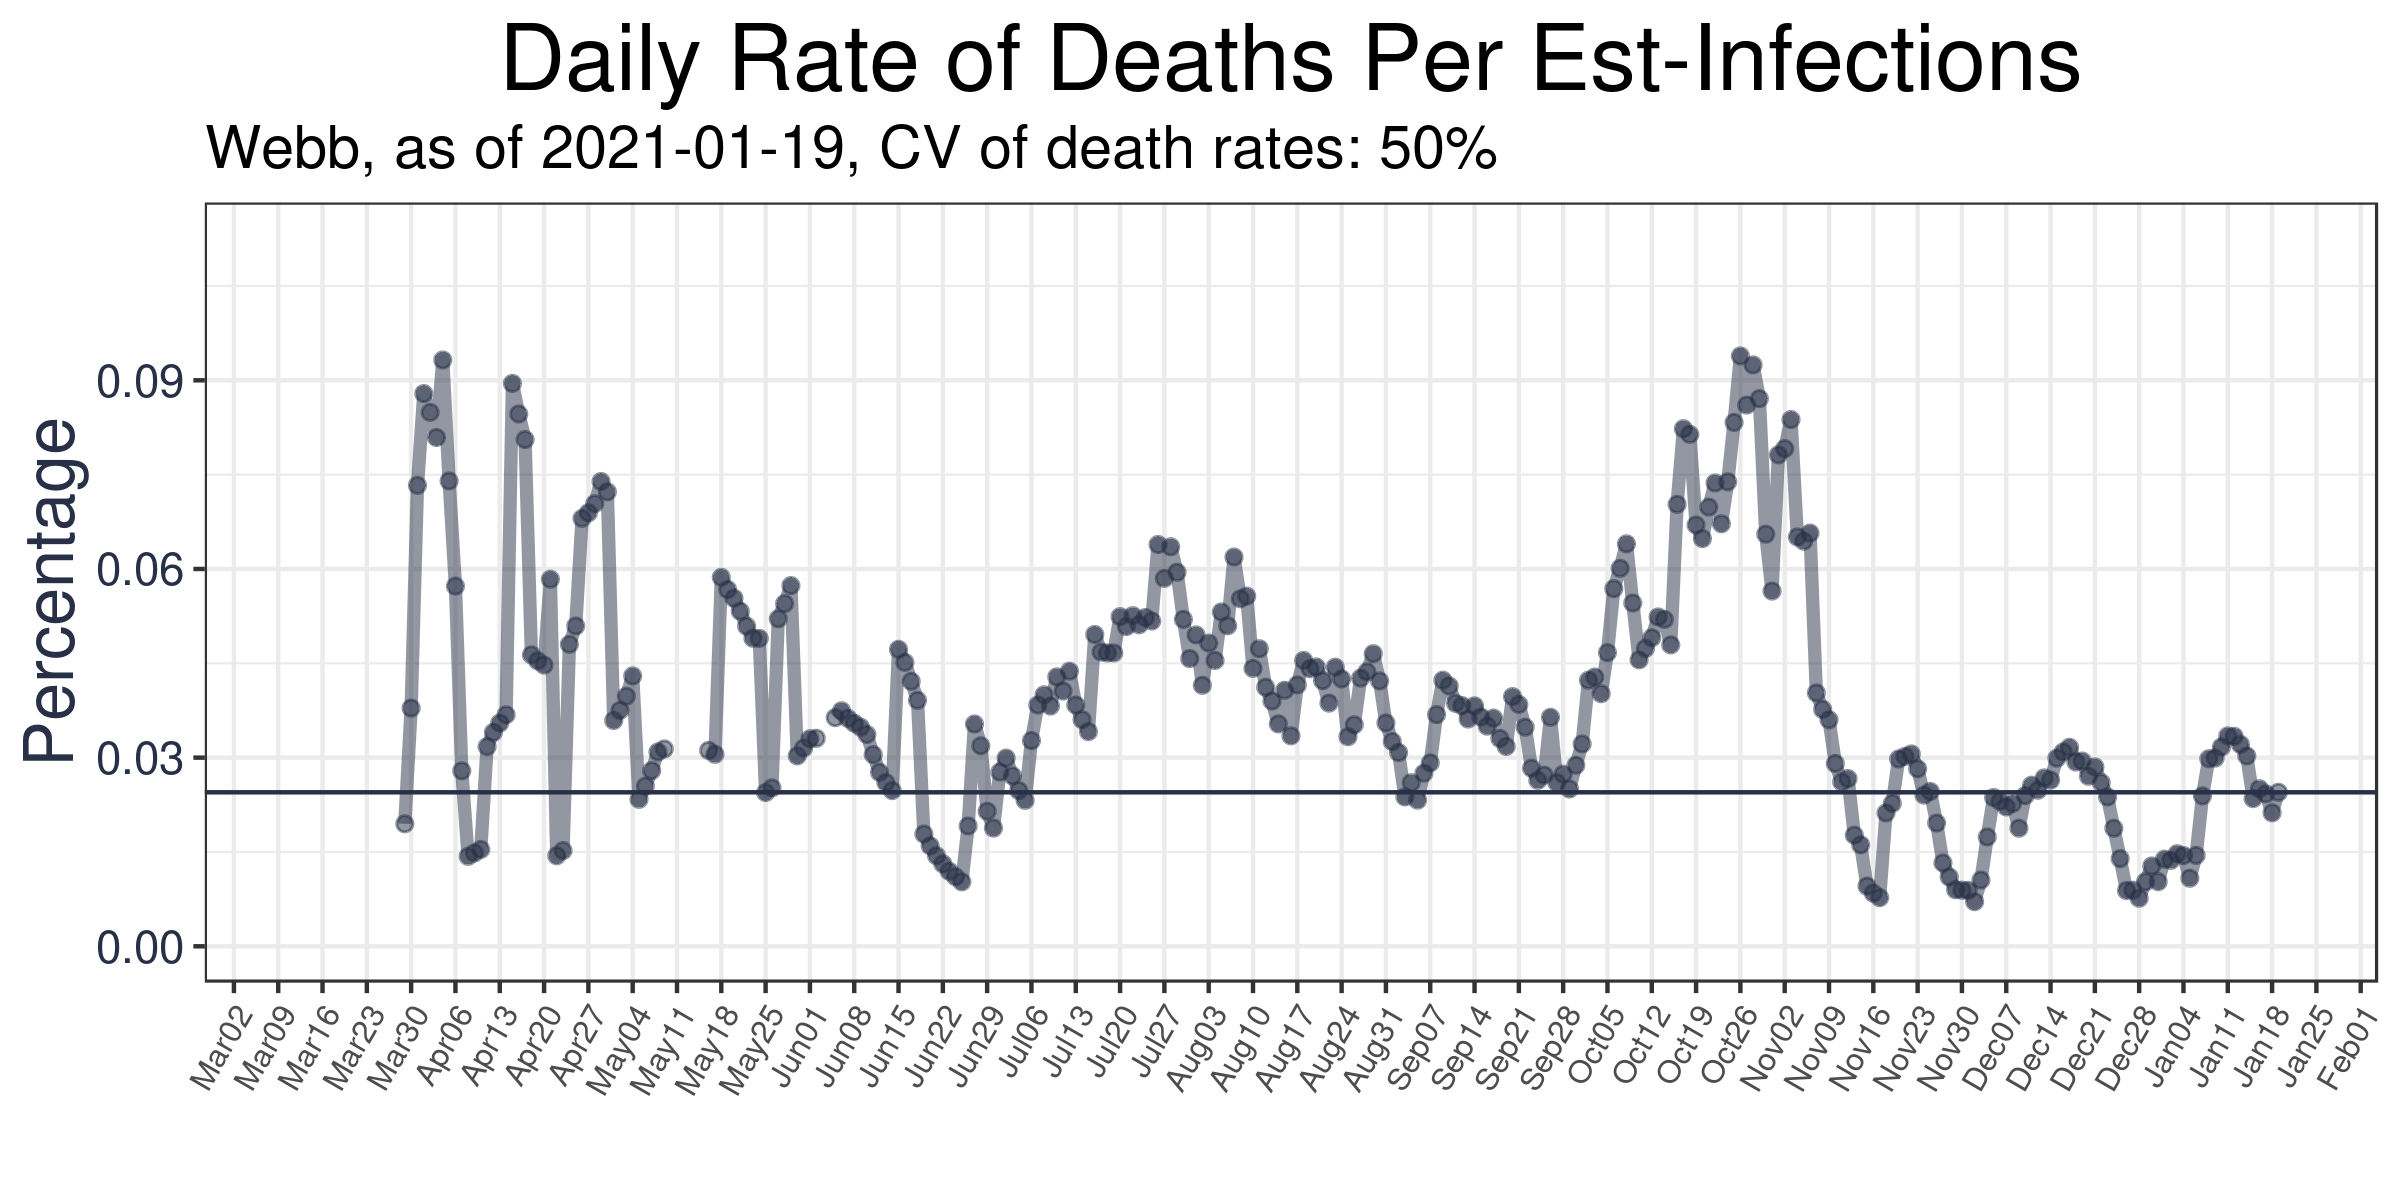 Daily Rate of Deaths Per Est-Infections
Webb, as of 2021-01-19, CV of death rates: 50%
Percentage
0.09
0.06
0.03
0.00
Mar02
Mar09
Mar16
Mar23
Mar30
Apr06
Apr13
Apr20
Apr27
May04
May11
May18
May25
Jun01
Jun08
Jun15
Jun22
Jun29
Jul06
Jul13
Jul20
Jul27
Aug03
Aug10
Aug17
Aug24
Aug31
Sep07
Sep14
Sep21
Sep28
Oct05
Oct12
Oct19
Oct26
Nov02
Nov09
Nov16
Nov23
Nov30
Dec07
Dec14
Dec21
Dec28
Jan04
Jan11
Jan18
Jan25
Feb01